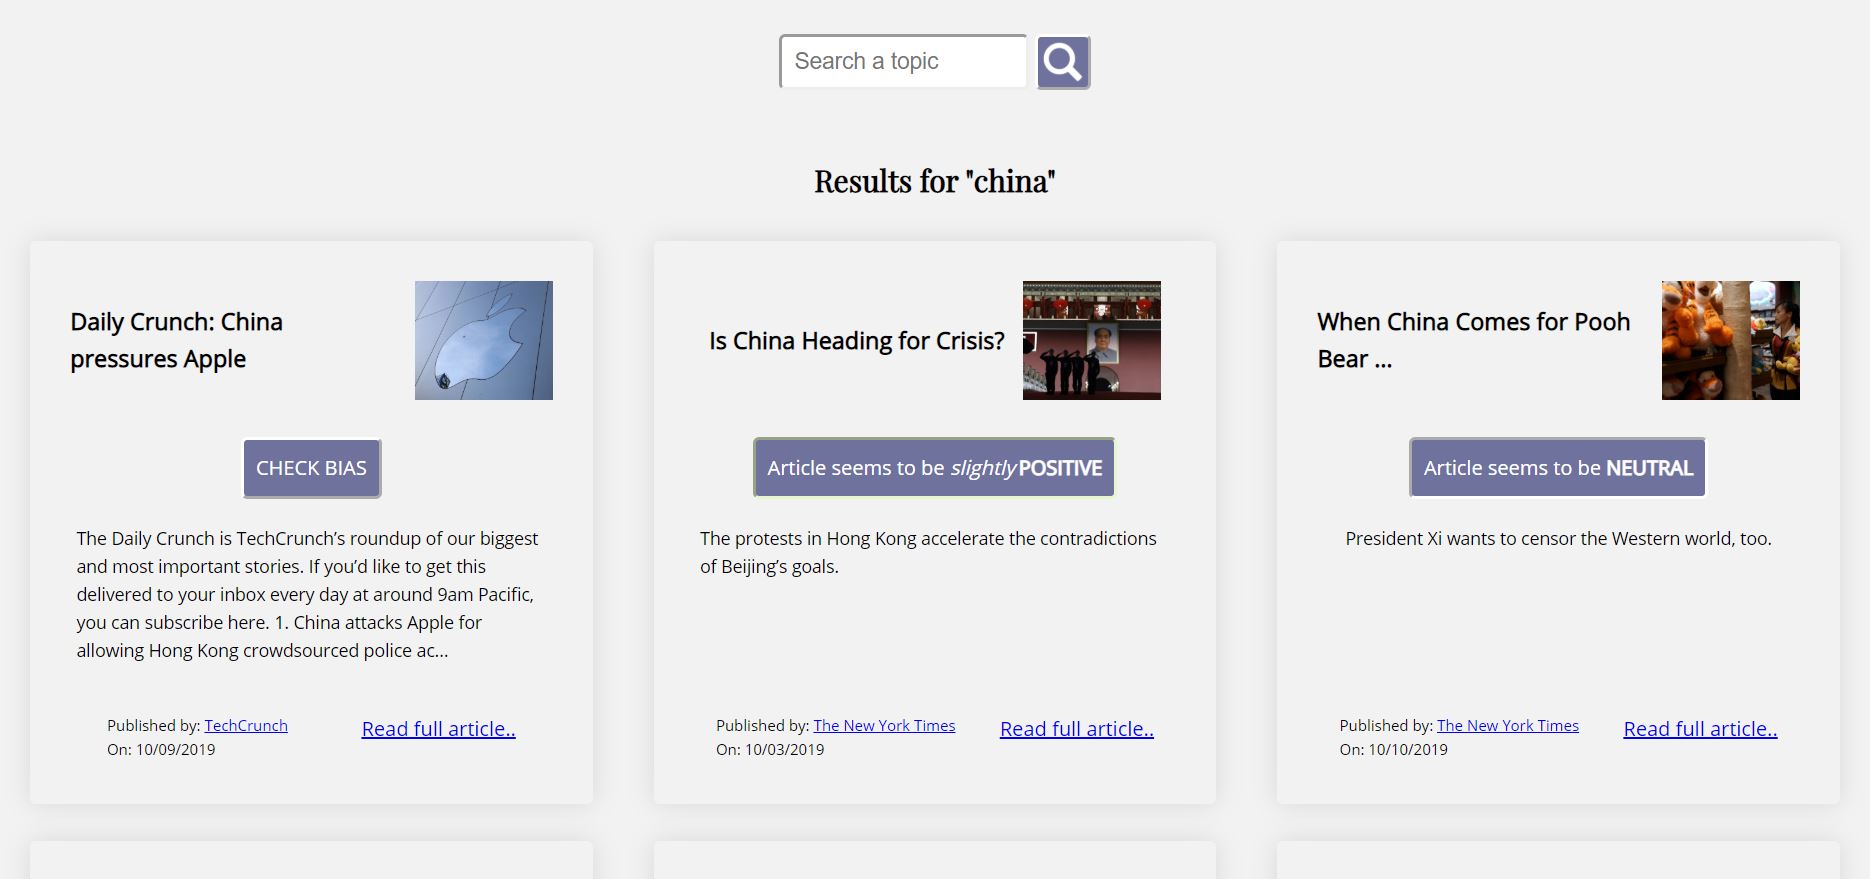 Search a topic
Results for "china"
Daily Crunch: China
pressures Apple
CHECK BIAS
The Daily Crunch is TechCrunch’s roundup of our biggest
and most important stories. If you’d like to get this
delivered to your inbox every day at around 9am Pacific,
you can subscribe here. 1. China attacks Apple for
allowing Hong Kong crowdsourced police ac…
Published by: TechCrunch
On: 10/09/2019
Read full article..
Is China Heading for Crisis?
Article seems to be slightly POSITIVE
The protests in Hong Kong accelerate the contradictions
of Beijing’s goals.
Published by: The New York Times
On: 10/03/2019
Read full article..
When China Comes for Pooh
Bear ...
Article seems to be NEUTRAL
President Xi wants to censor the Western world, too.
Published by: The New York Times
On: 10/10/2019
Read full article..